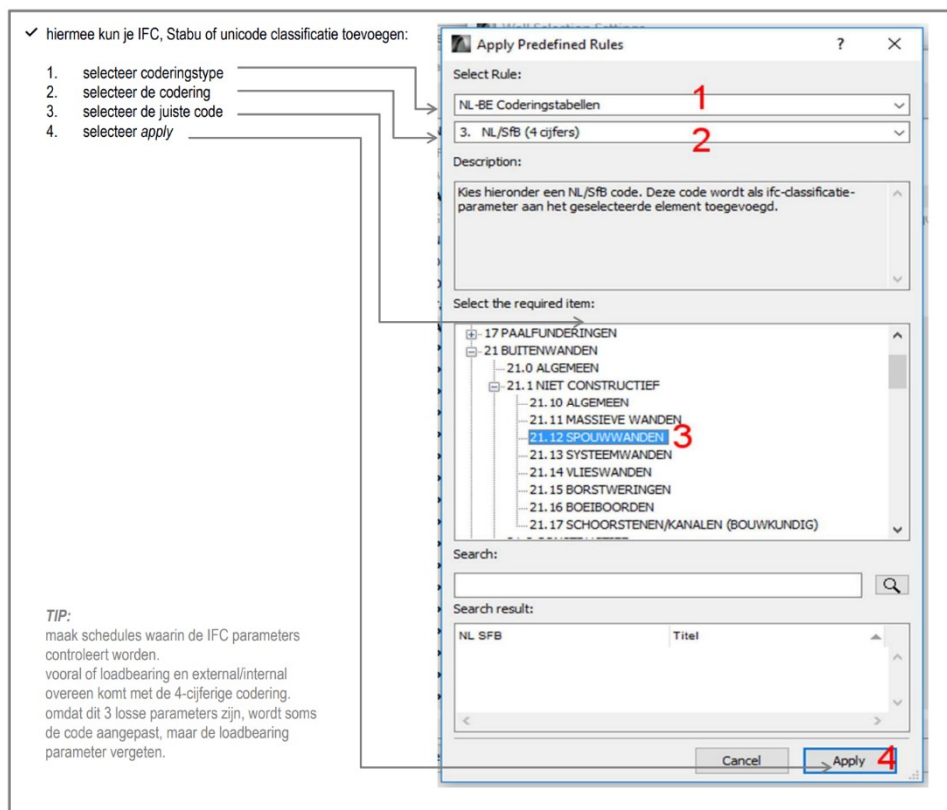 ✓ hiermee kun je IFC, Stabu of unicode classificatie toevoegen:
1. selecteer coderingstype
2. selecteer de codering
3. selecteer de juiste code
4. selecteer apply
TIP:
maak schedules waarin de IFC parameters
controleert worden.
vooral of loadbearing en external/internal
overeen komt met de 4-cijferige codering.
omdat dit 3 losse parameters zijn, wordt soms
de code aangepast, maar de loadbearing
parameter vergeten.
Wall Selection Settings
Apply Predefined Rules ? ×
Select Rule:
NL-BE Coderingstabellen 1
3. NL/SfB (4 cijfers) 2
Description:
Kies hieronder een NL/SfB code. Deze code wordt als ifc-classificatie-
parameter aan het geselecteerde element toegevoegd.
Select the required item:
17 PAALFUNDERINGEN
21 BUITENWANDEN
21.0 ALGEMEEN
21.1 NIET CONSTRUCTIEF
21.10 ALGEMEEN
21.11 MASSIEVE WANDEN
21.12 SPOUWWANDEN 3
21.13 SYSTEEMWANDEN
21.14 VLIESWANDEN
21.15 BORSTWERINGEN
21.16 BOEIBOORDEN
21.17 SCHOORSTENEN/KANALEN (BOUWKUNDIG)
Search:
Search result:
NL SFB Titel
Cancel Apply 4